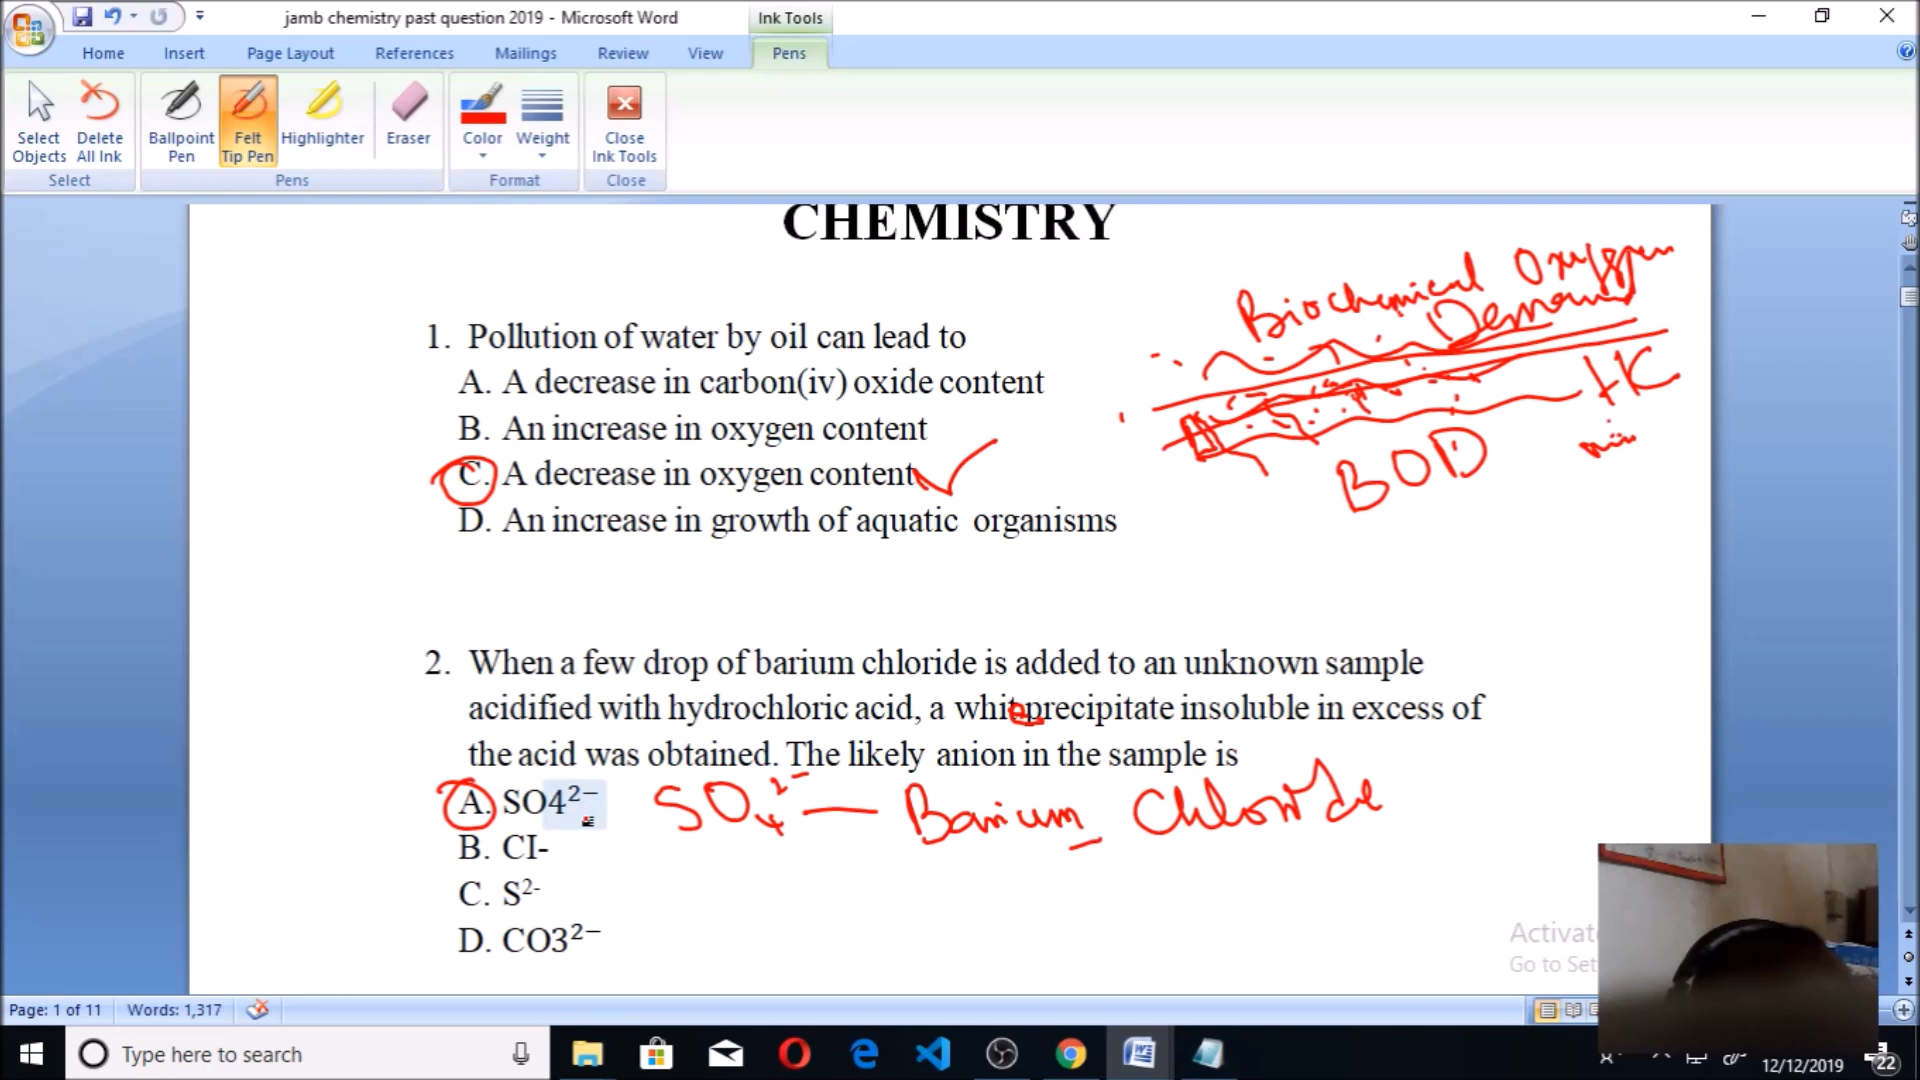 jamb chemistry past question 2019 - Microsoft Word
Ink Tools
Home
Insert
Page Layout
References
Mailings
Review
View
Pens
Select Objects
Delete All Ink
Ballpoint Pen
Felt Tip Pen
Highlighter
Eraser
Color
Weight
Close Ink Tools
Select
Pens
Format
Close
CHEMISTRY
Biochemical Oxygen
Demand
1. Pollution of water by oil can lead to
A. A decrease in carbon(iv) oxide content
B. An increase in oxygen content
C. A decrease in oxygen content
D. An increase in growth of aquatic organisms
BOD
2. When a few drop of barium chloride is added to an unknown sample
acidified with hydrochloric acid, a white precipitate insoluble in excess of
the acid was obtained. The likely anion in the sample is
A. SO4²⁻
SO₄²⁻ — Barium Chloride
B. CI-
C. S²⁻
D. CO3²⁻
Activat
Go to Set
Page: 1 of 11
Words: 1,317
Type here to search
12/12/2019
22